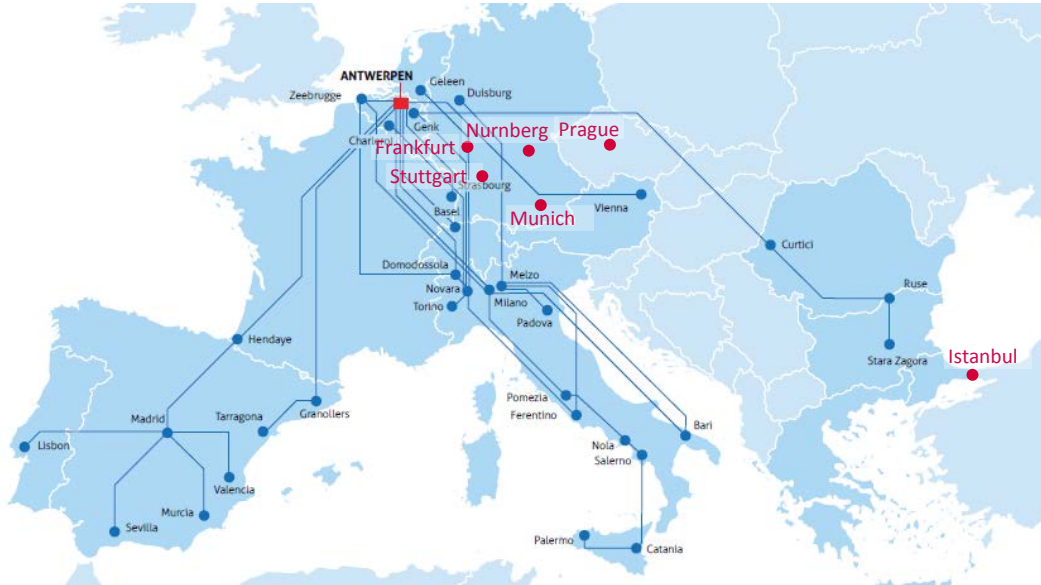 ANTWERPEN
Geleen
Zeebrugge
Duisburg
Genk
Charleroi
Nurnberg
Prague
Frankfurt
Stuttgart
Strasbourg
Basel
Munich
Vienna
Curtici
Domodossola
Melzo
Novara
Milano
Torino
Padova
Ruse
Hendaye
Stara Zagora
Istanbul
Pomezia
Ferentino
Madrid
Tarragona
Granollers
Bari
Lisbon
Nola
Salerno
Valencia
Murcia
Sevilla
Palermo
Catania